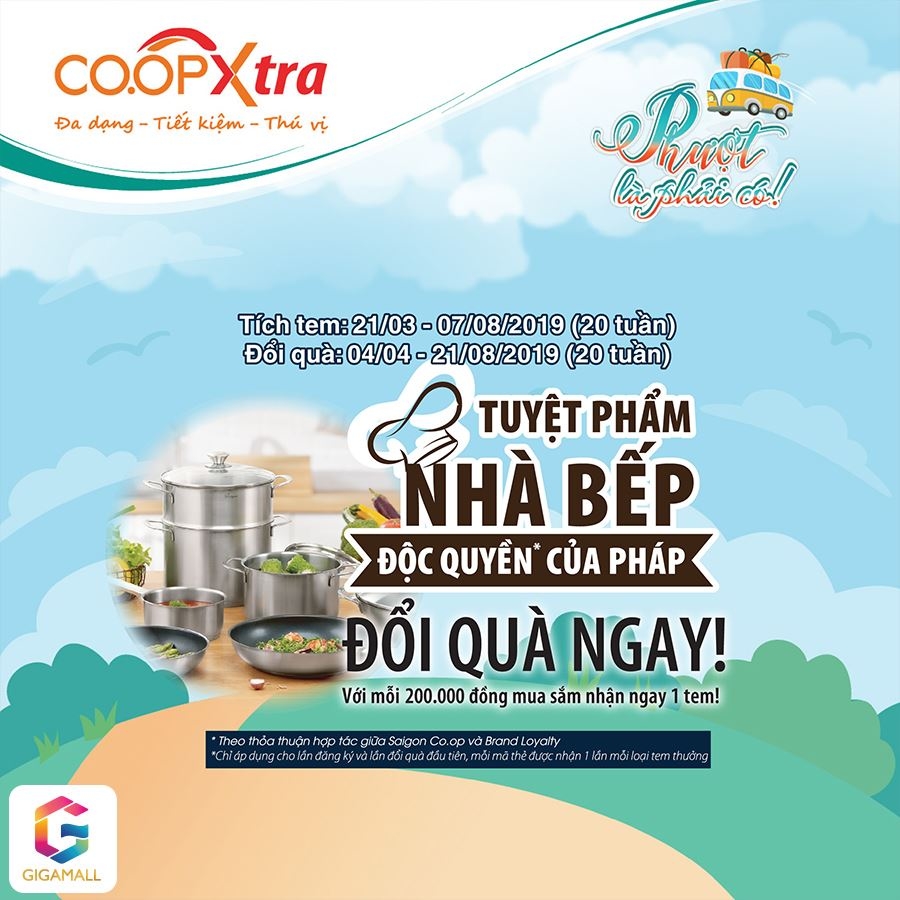 CO.OPXtra
Đa dạng - Tiết kiệm - Thú vị
Phượt
là phải có!
Tích tem: 21/03 - 07/08/2019 (20 tuần)
Đổi quà: 04/04 - 21/08/2019 (20 tuần)
TUYỆT PHẨM
NHÀ BẾP
ĐỘC QUYỀN* CỦA PHÁP
ĐỔI QUÀ NGAY!
Với mỗi 200.000 đồng mua sắm nhận ngay 1 tem!
* Theo thỏa thuận hợp tác giữa Saigon Co.op và Brand Loyalty
*Chỉ áp dụng cho lần đăng ký và lần đổi quà đầu tiên, mỗi mã thẻ được nhận 1 lần mỗi loại tem thưởng
GIGAMALL